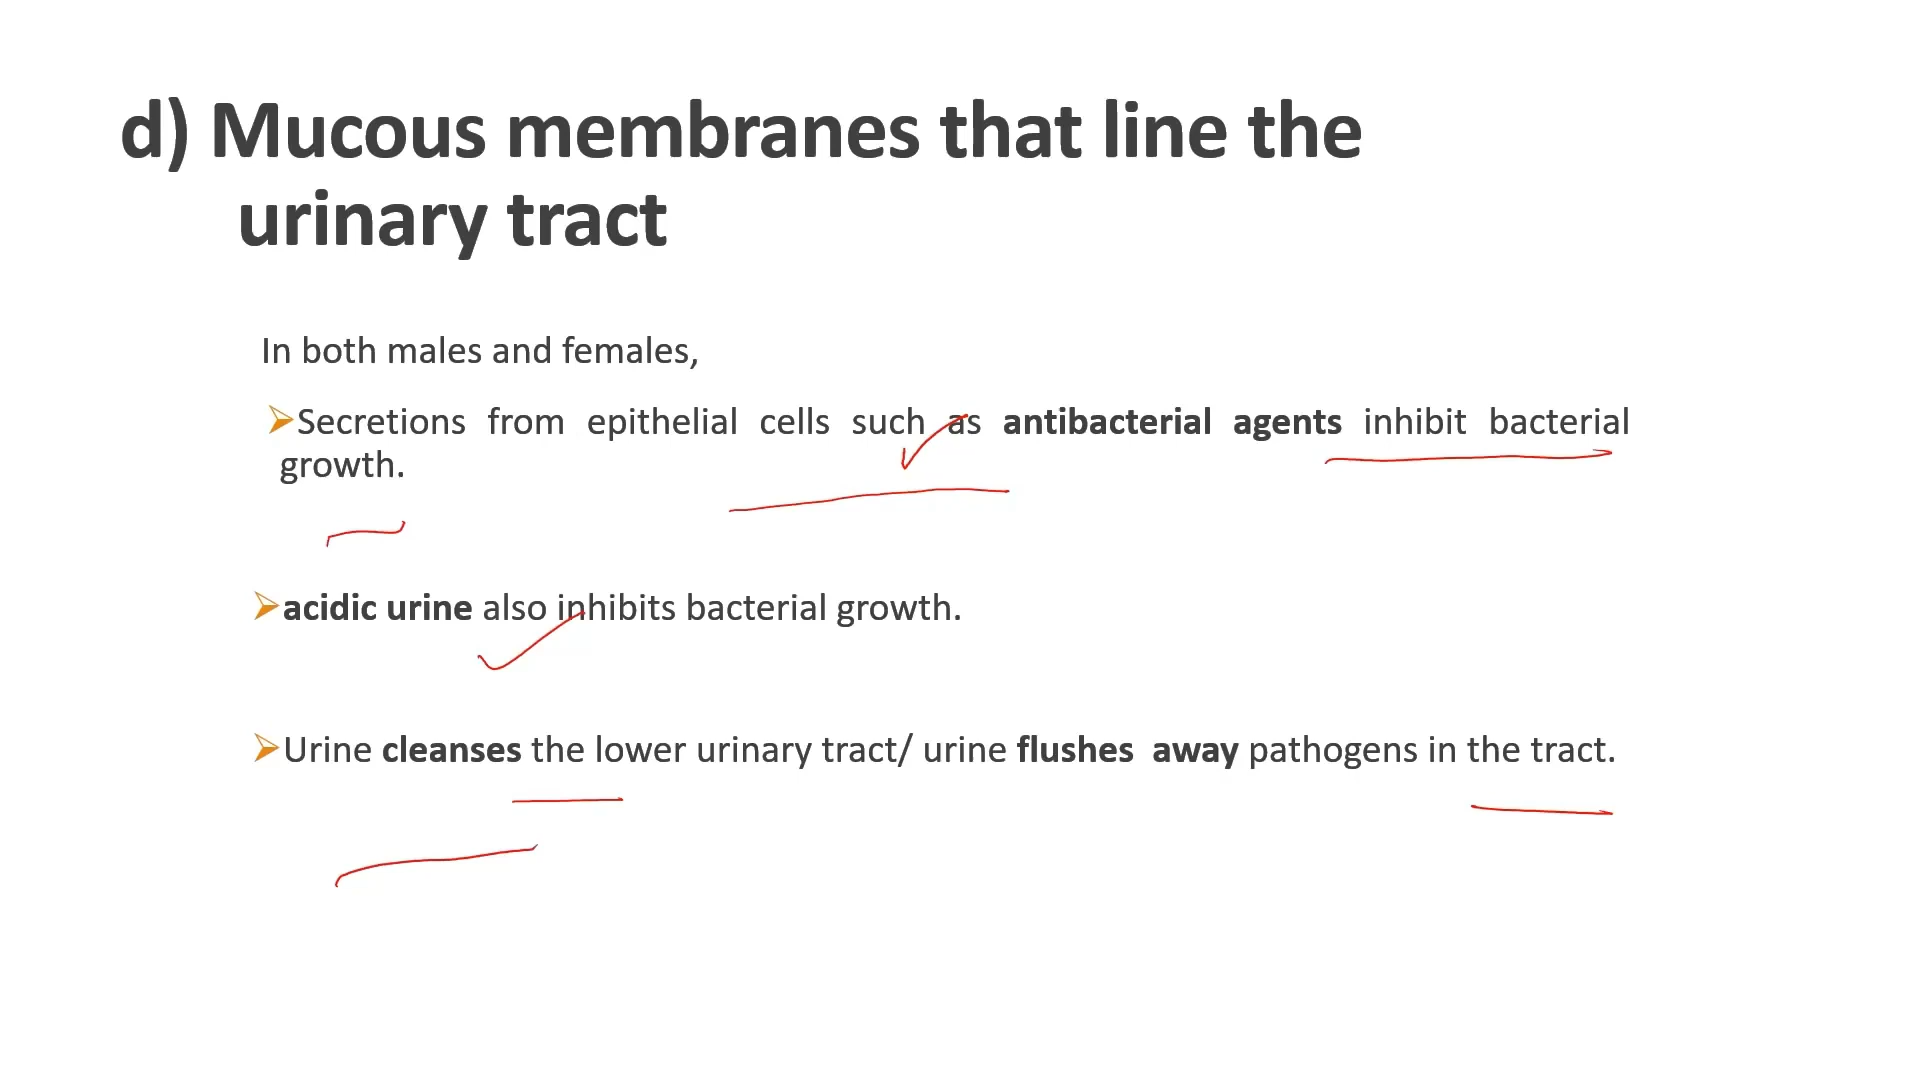 d) Mucous membranes that line the
urinary tract
In both males and females,
➢Secretions from epithelial cells such as antibacterial agents inhibit bacterial
growth.
➢acidic urine also inhibits bacterial growth.
➢Urine cleanses the lower urinary tract/ urine flushes away pathogens in the tract.